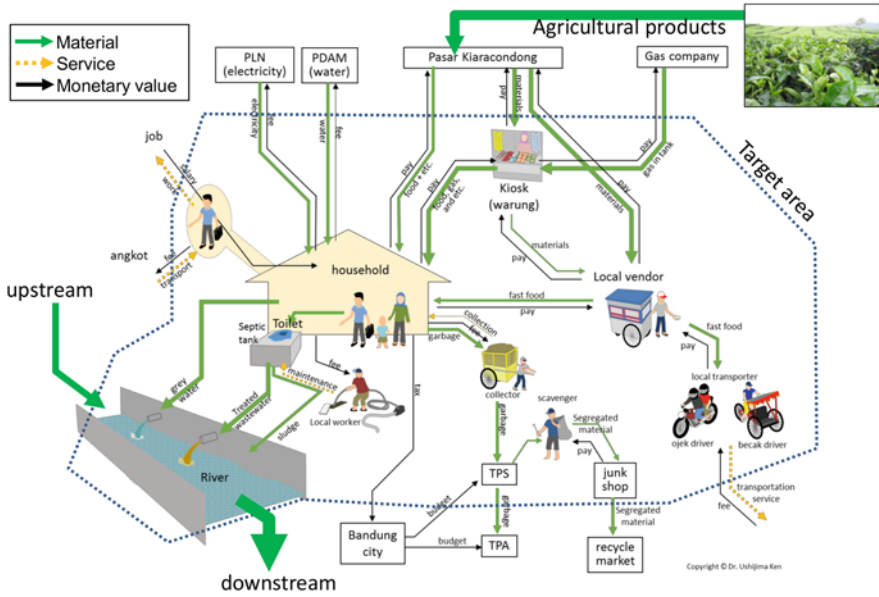 Agricultural products
Material
Service
Monetary value
PLN
(electricity)
PDAM
(water)
Pasar Kiaracondong
Gas company
electricity
fee
water
fee
pay
food + etc.
pay
materials
pay
materials
pay
gas in tank
Target area
job
salary
work
pay
food, gas,
and etc.
Kiosk
(warung)
materials
pay
angkot
fee
transport
household
Local vendor
upstream
fast food
pay
Toilet
Septic
tank
collection
fee
garbage
fast food
pay
grey
water
fee
maintenance
Treated
wastewater
sludge
Local worker
tax
collector
local transporter
garbage
scavenger
Segregated
material
pay
ojek driver
becak driver
River
TPS
junk
shop
transportation
service
fee
budget
garbage
Segregated
material
Bandung
city
budget
TPA
recycle
market
downstream
Copyright © Dr. Ushijima Ken